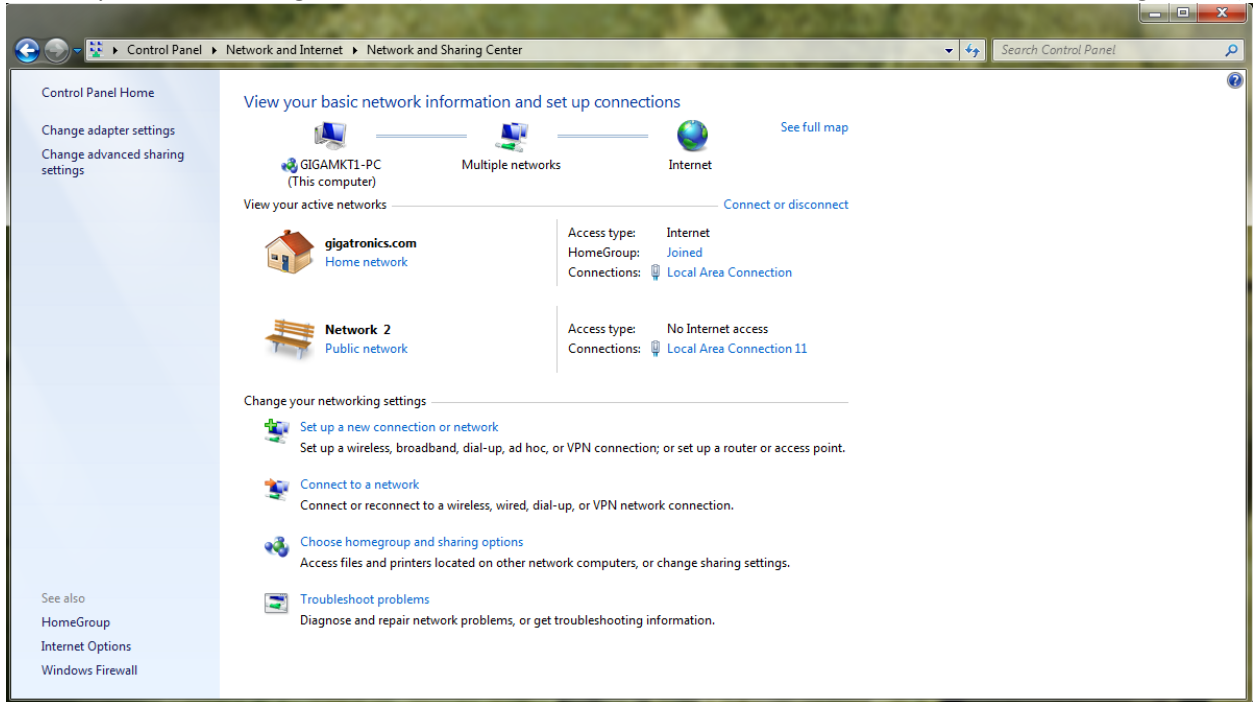 Control Panel ▸ Network and Internet ▸ Network and Sharing Center
Search Control Panel
Control Panel Home
Change adapter settings
Change advanced sharing
settings
See also
HomeGroup
Internet Options
Windows Firewall
View your basic network information and set up connections
See full map
GIGAMKT1-PC
(This computer)
Multiple networks
Internet
View your active networks
Connect or disconnect
gigatronics.com
Home network
Access type: Internet
HomeGroup: Joined
Connections: Local Area Connection
Network 2
Public network
Access type: No Internet access
Connections: Local Area Connection 11
Change your networking settings
Set up a new connection or network
Set up a wireless, broadband, dial-up, ad hoc, or VPN connection; or set up a router or access point.
Connect to a network
Connect or reconnect to a wireless, wired, dial-up, or VPN network connection.
Choose homegroup and sharing options
Access files and printers located on other network computers, or change sharing settings.
Troubleshoot problems
Diagnose and repair network problems, or get troubleshooting information.